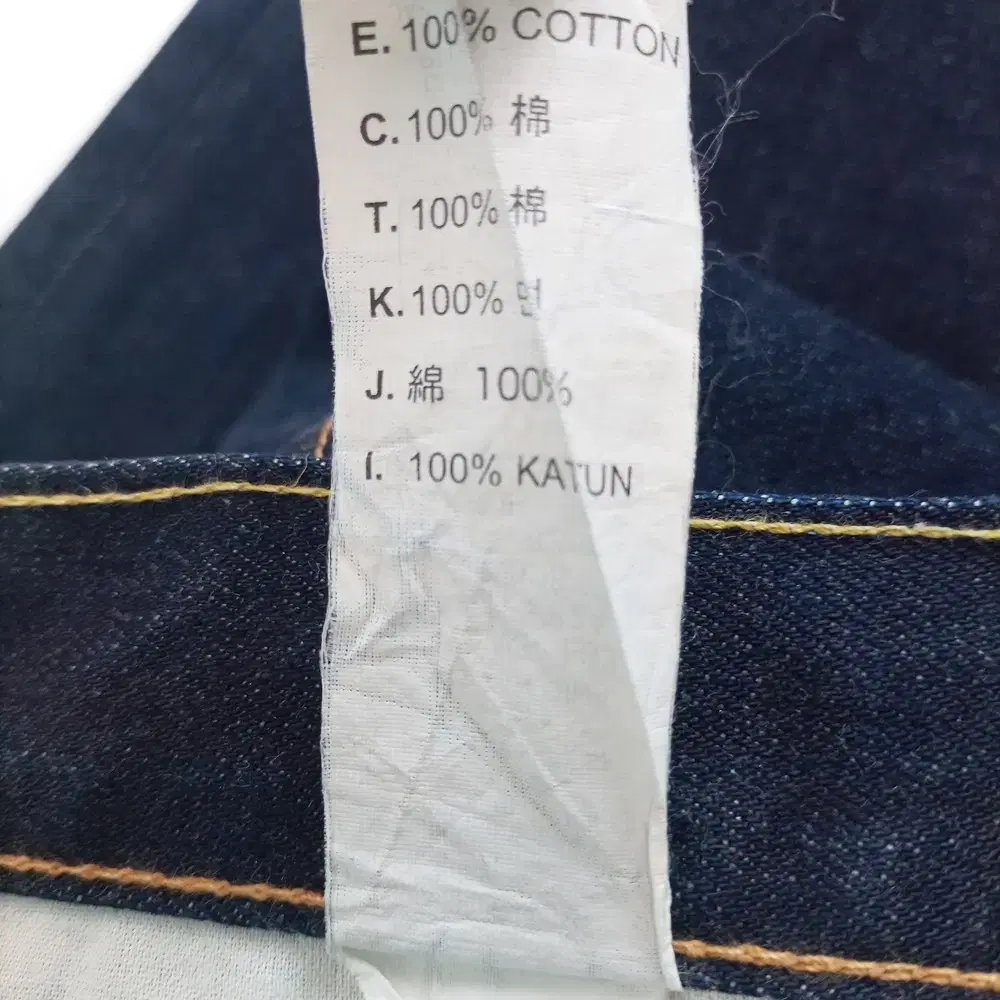 E. 100% COTTON
C. 100% 棉
T. 100% 棉
K. 100% 면
J. 綿 100%
I. 100% KATUN